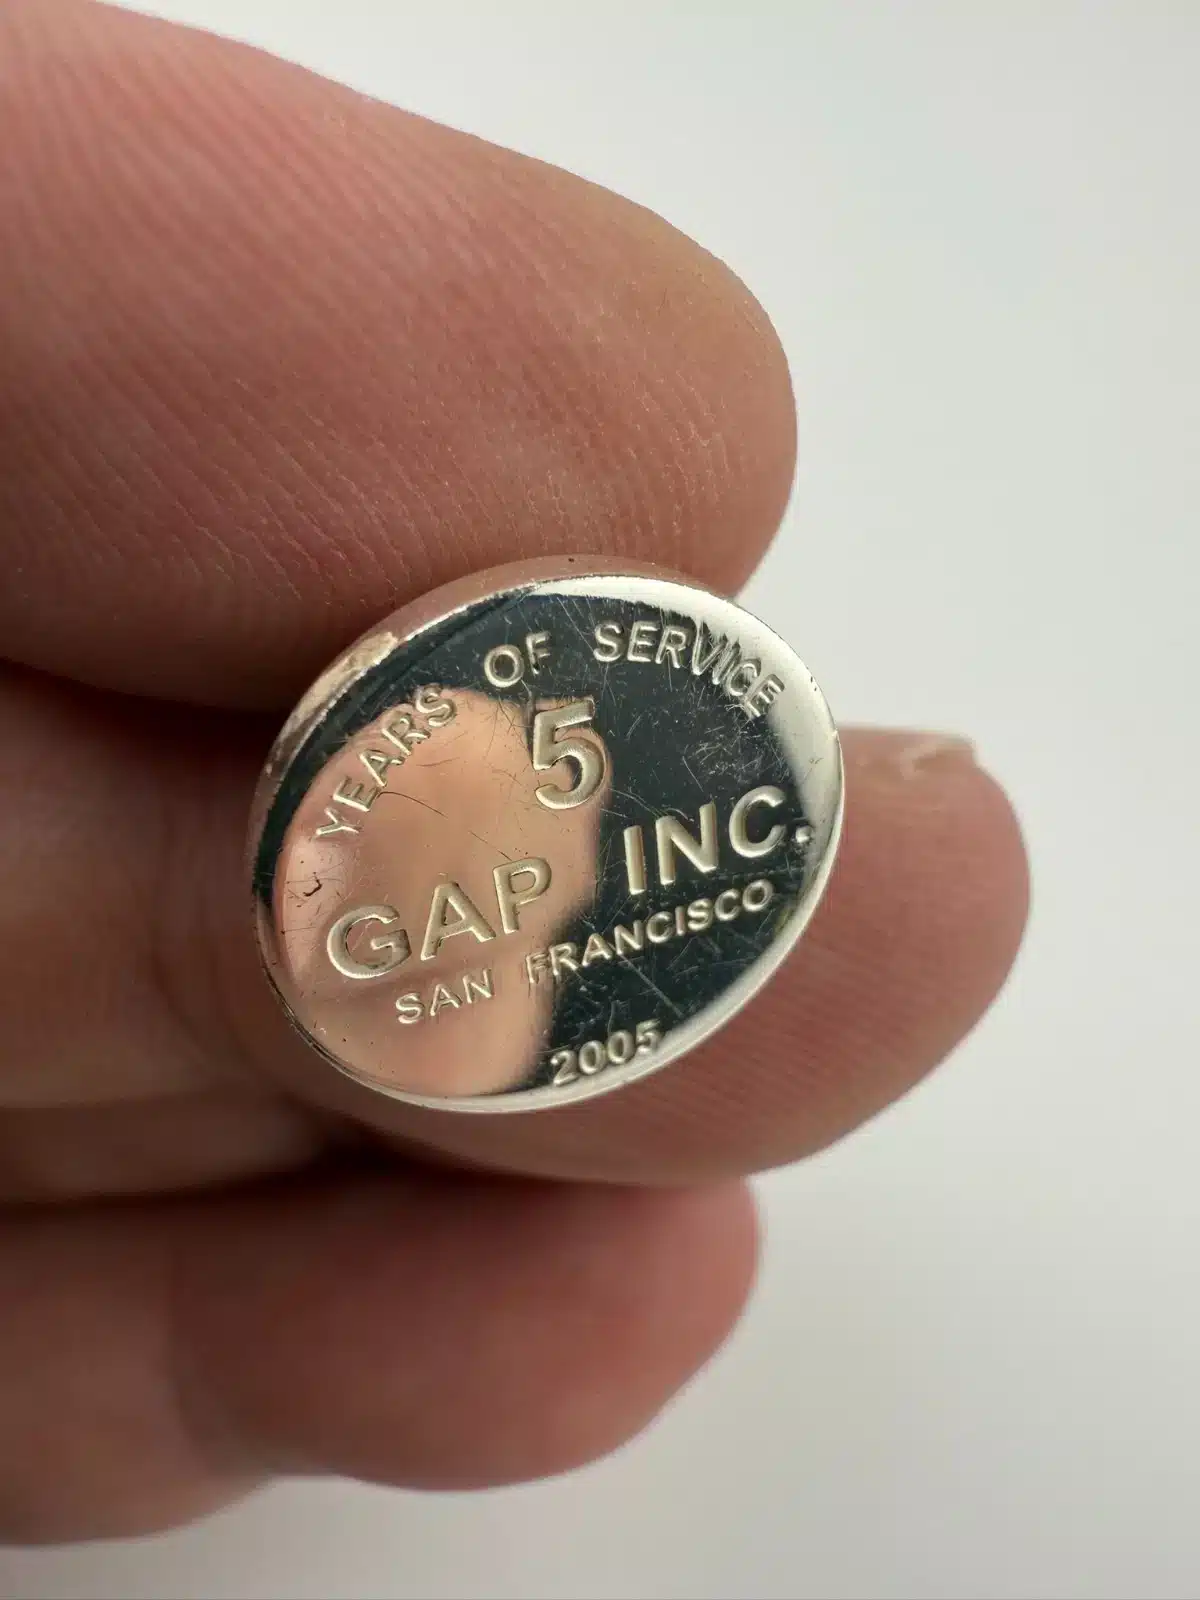 YEARS OF SERVICE
5
GAP INC.
SAN FRANCISCO
2005